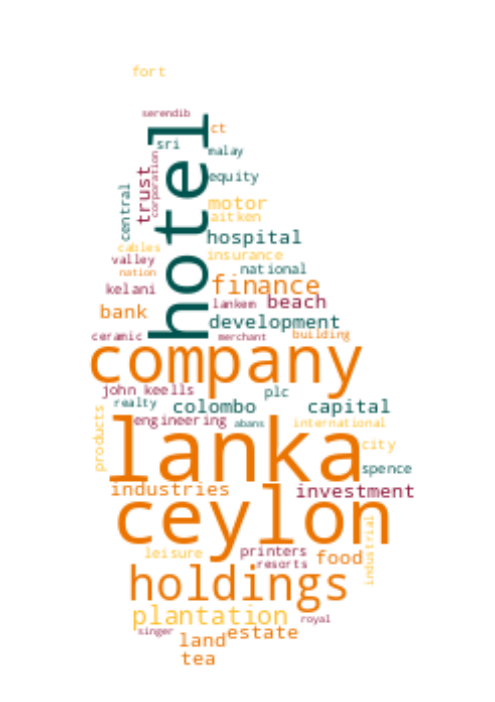 fort
serendib
ct
sri
malay
hotel
corporation
trust
equity
central
motor
aitken
hospital
cables
insurance
valley
national
nation
finance
kelani
lankem
beach
bank
development
ceramic
merchant
building
company
john keells
plc
realty
colombo
capital
products
engineering
abans
international
lanka
city
spence
industries
investment
ceylon
industrial
leisure
printers
food
resorts
holdings
plantation
royal
singer
land
estate
tea